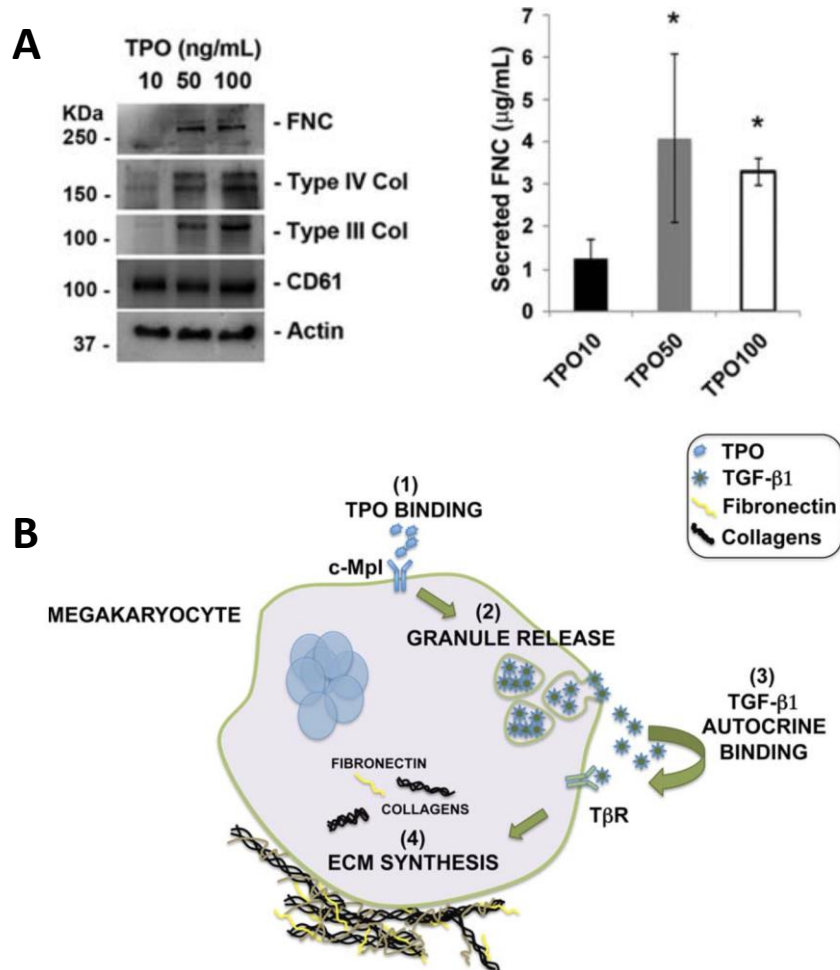 A
TPO (ng/mL)
10 50 100
KDa
250 -
- FNC
150 -
- Type IV Col
100 -
- Type III Col
100 -
- CD61
37 -
- Actin
Secreted FNC (μg/mL)
7
6
5
4
3
2
1
0
*
*
TPO10
TPO50
TPO100
B
TPO
TGF-β1
Fibronectin
Collagens
(1)
TPO BINDING
c-Mpl
MEGAKARYOCYTE
(2)
GRANULE RELEASE
(3)
TGF-β1
AUTOCRINE
BINDING
TβR
FIBRONECTIN
COLLAGENS
(4)
ECM SYNTHESIS